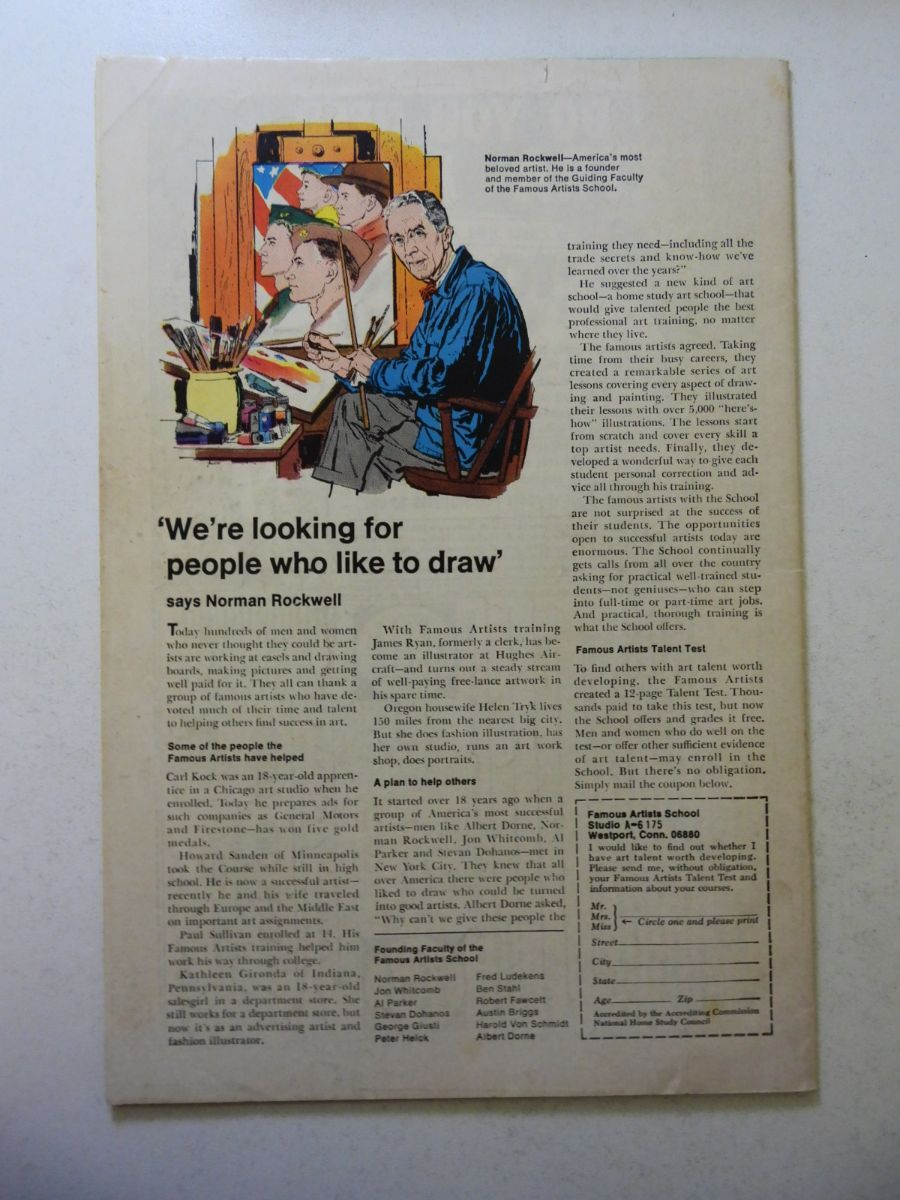 Norman Rockwell—America's most
beloved artist. He is a founder
and member of the Guiding Faculty
of the Famous Artists School.
'We're looking for
people who like to draw'
says Norman Rockwell
Today hundreds of men and women
who never thought they could be art-
ists are working at easels and drawing
boards, making pictures and getting
well paid for it. They all can thank a
group of famous artists who have de-
voted much of their time and talent
to helping others find success in art.
Some of the people the
Famous Artists have helped
Carl Kock was an 18-year-old appren-
tice in a Chicago art studio when he
enrolled. Today he prepares ads for
such companies as General Motors
and Firestone—has won five gold
medals.
Howard Sanden of Minneapolis
took the Course while still in high
school. He is now a successful artist—
recently he and his wife traveled
through Europe and the Middle East
on important art assignments.
Paul Sullivan enrolled at 14. His
Famous Artists training helped him
work his way through college.
Kathleen Gironda of Indiana,
Pennsylvania, was an 18-year-old
salesgirl in a department store. She
still works for a department store, but
now it's as an advertising artist and
fashion illustrator.
With Famous Artists training
James Ryan, formerly a clerk, has be-
come an illustrator at Hughes Air-
craft—and turns out a steady stream
of well-paying free-lance artwork in
his spare time.
Oregon housewife Helen Tryk lives
150 miles from the nearest big city.
But she does fashion illustration, has
her own studio, runs an art work
shop, does portraits.
A plan to help others
It started over 18 years ago when a
group of America's most successful
artists—men like Albert Dorne, Nor-
man Rockwell, Jon Whitcomb, Al
Parker and Stevan Dohanos—met in
New York City. They knew that all
over America there were people who
liked to draw who could be turned
into good artists. Albert Dorne asked,
"Why can't we give these people the
Founding Faculty of the
Famous Artists School
Norman Rockwell
Jon Whitcomb
Al Parker
Stevan Dohanos
George Giusti
Peter Helck
Fred Ludekens
Ben Stahl
Robert Fawcett
Austin Briggs
Harold Von Schmidt
Albert Dorne
training they need—including all the
trade secrets and know-how we've
learned over the years?"
He suggested a new kind of art
school—a home study art school—that
would give talented people the best
professional art training, no matter
where they live.
The famous artists agreed. Taking
time from their busy careers, they
created a remarkable series of art
lessons covering every aspect of draw-
ing and painting. They illustrated
their lessons with over 5,000 "here's-
how" illustrations. The lessons start
from scratch and cover every skill a
top artist needs. Finally, they de-
veloped a wonderful way to give each
student personal correction and ad-
vice all through his training.
The famous artists with the School
are not surprised at the success of
their students. The opportunities
open to successful artists today are
enormous. The School continually
gets calls from all over the country
asking for practical well-trained stu-
dents—not geniuses—who can step
into full-time or part-time art jobs.
And practical, thorough training is
what the School offers.
Famous Artists Talent Test
To find others with art talent worth
developing, the Famous Artists
created a 12-page Talent Test. Thou-
sands paid to take this test, but now
the School offers and grades it free.
Men and women who do well on the
test—or offer other sufficient evidence
of art talent—may enroll in the
School. But there's no obligation.
Simply mail the coupon below.
Famous Artists School
Studio A-6175
Westport, Conn. 06880
I would like to find out whether I
have art talent worth developing.
Please send me, without obligation,
your Famous Artists Talent Test and
information about your courses.
Mr.
Mrs. ← Circle one and please print
Miss
Street
City
State
Age Zip
Accredited by the Accrediting Commission
National Home Study Council